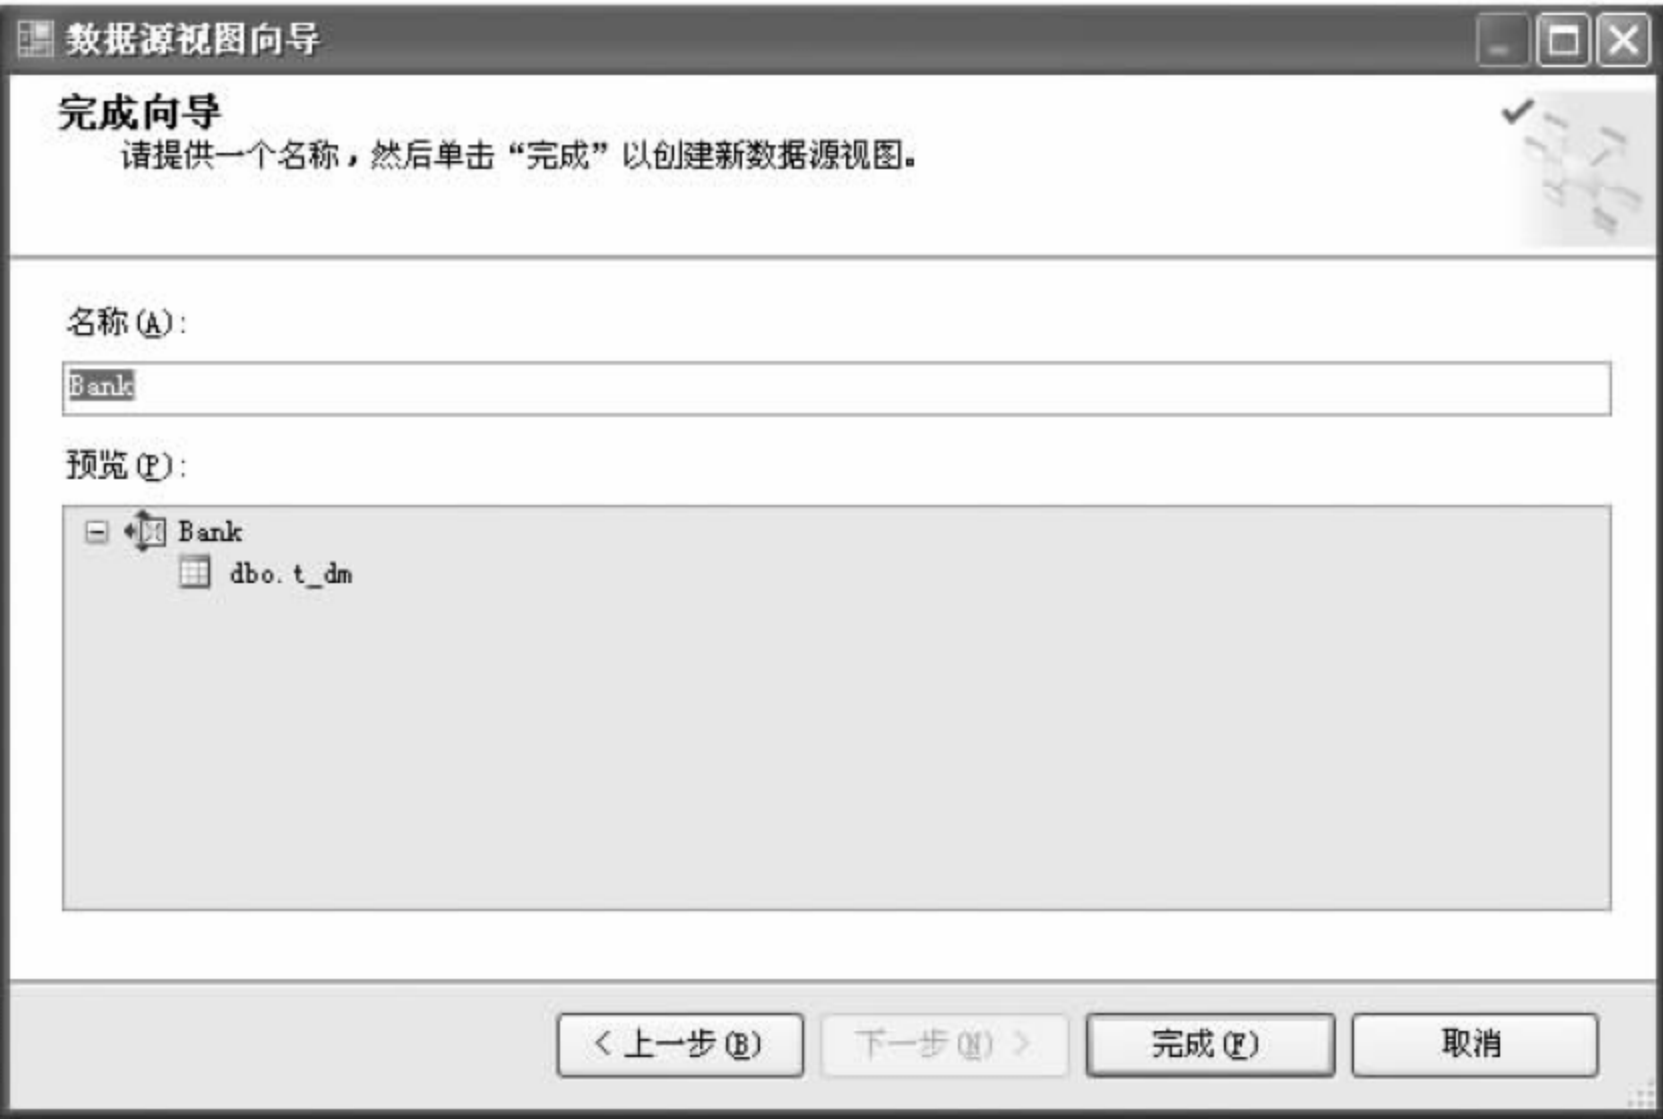 数据源视图向导
完成向导
请提供一个名称，然后单击“完成”以创建新数据源视图。
名称(A):
Bank
预览(P):
Bank
dbo.t_dm
< 上一步(B)
下一步(N) >
完成(F)
取消